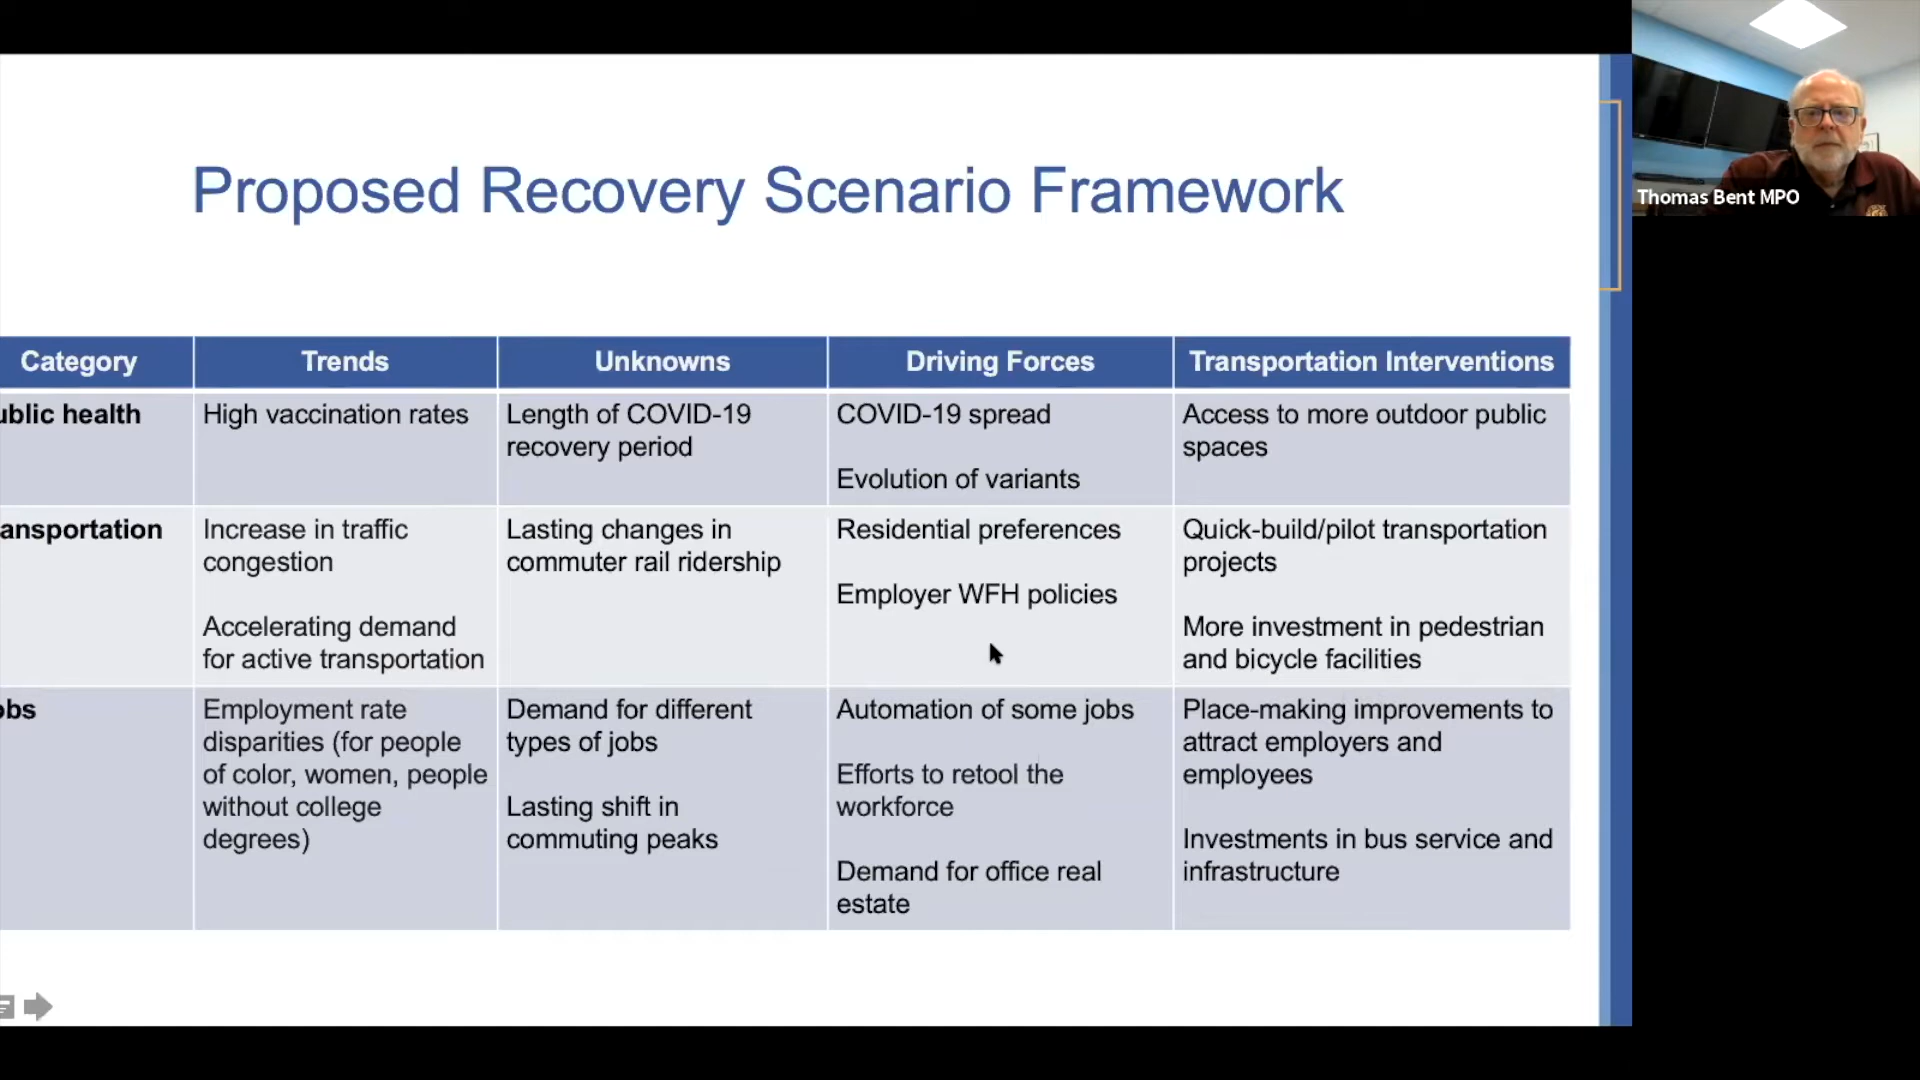 Thomas Bent MPO
Proposed Recovery Scenario Framework
Category
Trends
Unknowns
Driving Forces
Transportation Interventions
ublic health
High vaccination rates
Length of COVID-19
recovery period
COVID-19 spread
Evolution of variants
Access to more outdoor public
spaces
ansportation
Increase in traffic
congestion
Accelerating demand
for active transportation
Lasting changes in
commuter rail ridership
Residential preferences
Employer WFH policies
Quick-build/pilot transportation
projects
More investment in pedestrian
and bicycle facilities
obs
Employment rate
disparities (for people
of color, women, people
without college
degrees)
Demand for different
types of jobs
Lasting shift in
commuting peaks
Automation of some jobs
Efforts to retool the
workforce
Demand for office real
estate
Place-making improvements to
attract employers and
employees
Investments in bus service and
infrastructure